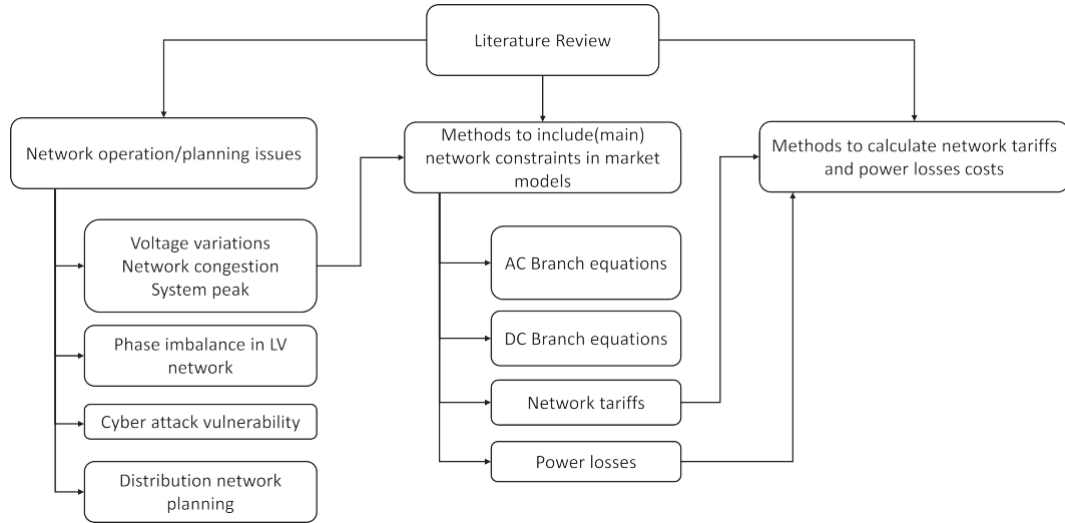 Literature Review
Network operation/planning issues
Voltage variations
Network congestion
System peak
Phase imbalance in LV
network
Cyber attack vulnerability
Distribution network
planning
Methods to include(main)
network constraints in market
models
AC Branch equations
DC Branch equations
Network tariffs
Power losses
Methods to calculate network tariffs
and power losses costs